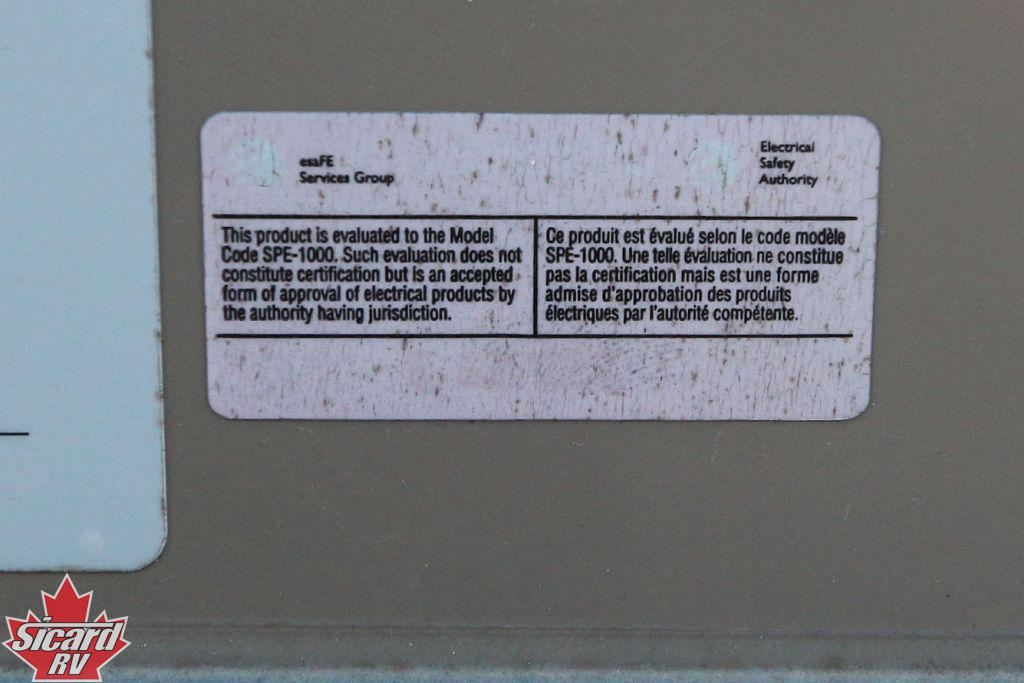 esaFE
Services Group
Electrical
Safety
Authority
This product is evaluated to the Model
Code SPE-1000. Such evaluation does not
constitute certification but is an accepted
form of approval of electrical products by
the authority having jurisdiction.
Ce produit est évalué selon le code modèle
SPE-1000. Une telle évaluation ne constitue
pas la certification mais est une forme
admise d'approbation des produits
électriques par l'autorité compétente.
Sicard
RV